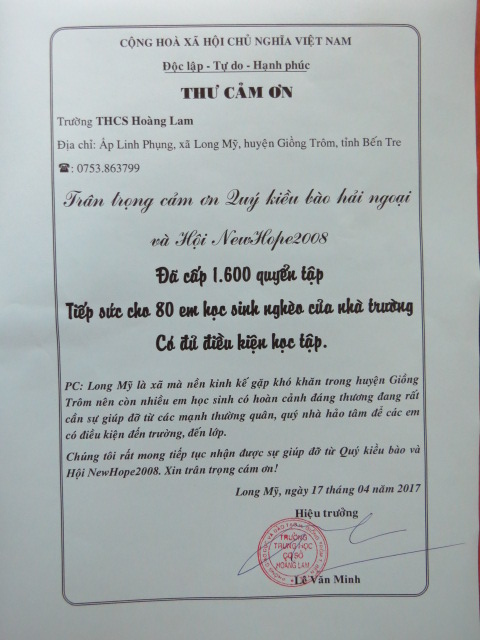 CỘNG HOÀ XÃ HỘI CHỦ NGHĨA VIỆT NAM
Độc lập - Tự do - Hạnh phúc
THƯ CẢM ƠN
Trường THCS Hoàng Lam
Địa chỉ: Ấp Linh Phụng, xã Long Mỹ, huyện Giồng Trôm, tỉnh Bến Tre
☎: 0753.863799
Trân trọng cảm ơn Quý kiều bào hải ngoại
và Hội NewHope2008
Đã cấp 1.600 quyển tập
Tiếp sức cho 80 em học sinh nghèo của nhà trường
Có đủ điều kiện học tập.
PC: Long Mỹ là xã mà nền kinh kế gặp khó khăn trong huyện Giồng
Trôm nên còn nhiều em học sinh có hoàn cảnh đáng thương đang rất
cần sự giúp đỡ từ các mạnh thường quân, quý nhà hảo tâm để các em
có điều kiện đến trường, đến lớp.
Chúng tôi rất mong tiếp tục nhận được sự giúp đỡ từ Quý kiều bào và
Hội NewHope2008. Xin trân trọng cảm ơn!
Long Mỹ, ngày 17 tháng 04 năm 2017
Hiệu trưởng
TRƯỜNG
TRUNG HỌC
CƠ SỞ
HOÀNG LAM
Lê Văn Minh